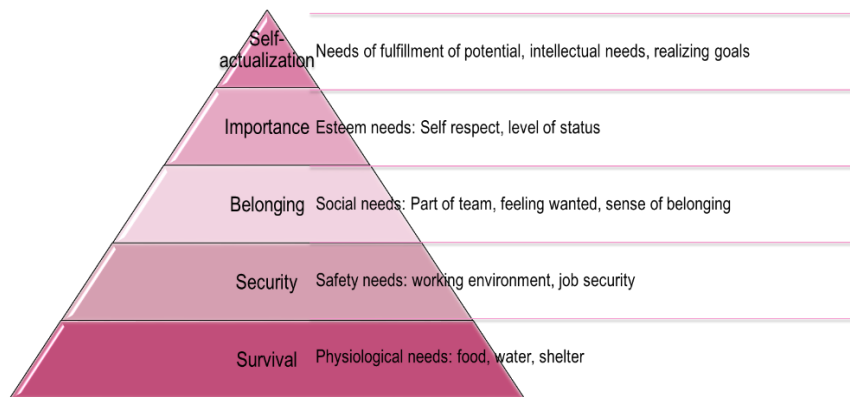 Self-
actualization
Needs of fulfillment of potential, intellectual needs, realizing goals
Importance
Esteem needs: Self respect, level of status
Belonging
Social needs: Part of team, feeling wanted, sense of belonging
Security
Safety needs: working environment, job security
Survival
Physiological needs: food, water, shelter